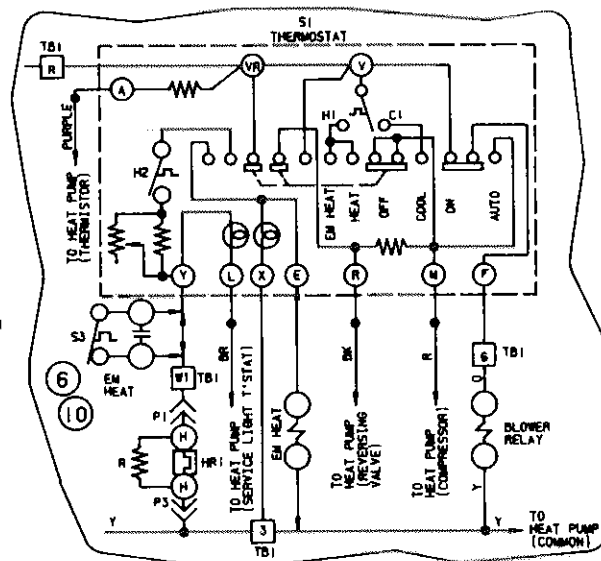 S1
THERMOSTAT
TB1
R
VR
V
A
PURPLE
TO HEAT PUMP
(THERMISTOR)
H2
H1
C1
EM HEAT
HEAT
OFF
COOL
ON
AUTO
Y
L
X
E
R
M
F
S3
EM
HEAT
6
10
W1
TB1
BR
TO HEAT PUMP
(SERVICE LIGHT T'STAT)
EM HEAT
BK
TO
HEAT PUMP
(REVERSING
VALVE)
R
TO
HEAT PUMP
(COMPRESSOR)
6
TB1
O
BLOWER
RELAY
Y
P1
H
R
HR1
H
P3
Y
3
TB1
Y
TO
HEAT PUMP
(COMMON)